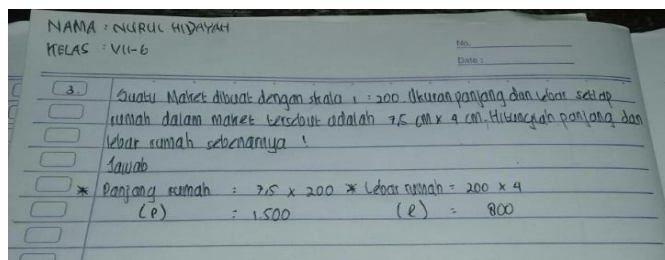 NAMA : NURUL HIDAYAH
KELAS : VII-6
No.
Date :
3. Suatu Maket dibuat dengan skala 1 : 200. Ukuran panjang dan lebar setiap
rumah dalam maket tersebut adalah 7,5 cm x 4 cm. Hitunglah panjang dan
lebar rumah sebenarnya !
Jawab
* Panjang rumah : 7,5 x 200 * Lebar rumah = 200 x 4
(p) : 1.500 (l) = 800